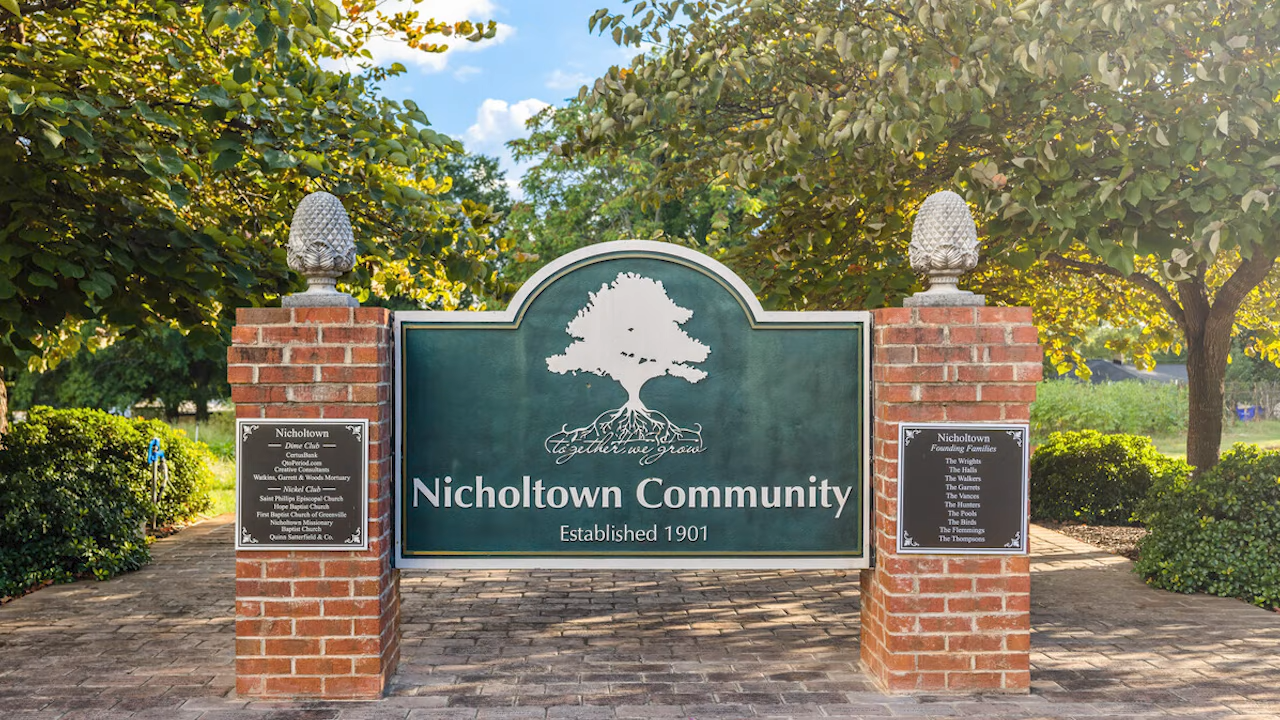 Nicholtown
Dime Club
CertusBank
QtoPeriod.com
Creative Consultants
Watkins, Garrett & Woods Mortuary
Nickel Club
Saint Phillips Episcopal Church
Hope Baptist Church
First Baptist Church of Greenville
Nicholtown Missionary
Baptist Church
Quinn Satterfield & Co.
together we grow
Nicholtown Community
Established 1901
Nicholtown
Founding Families
The Wrights
The Halls
The Walkers
The Garrets
The Vances
The Hunters
The Pools
The Birds
The Flemmings
The Thompsons